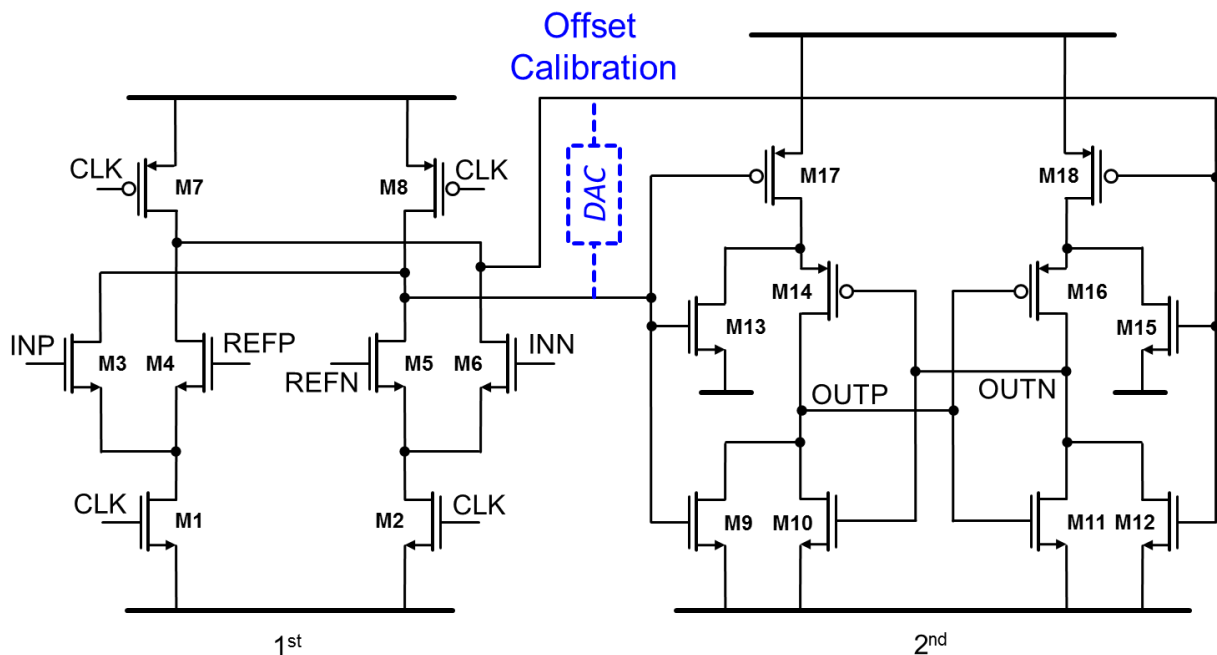 Offset
Calibration
CLK
M7
M8
CLK
DAC
M17
M18
INP
M3
M4
REFP
REFN
M5
M6
INN
M14
M13
M16
M15
OUTP
OUTN
CLK
M1
M2
CLK
M9
M10
M11
M12
1st
2nd